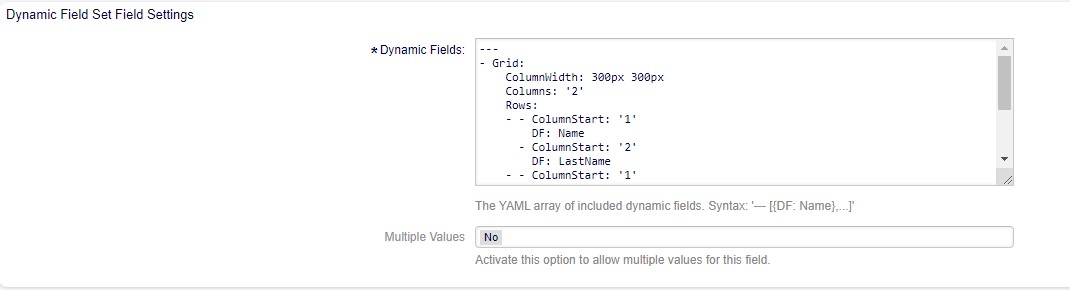 Dynamic Field Set Field Settings
* Dynamic Fields:
---
- Grid:
    ColumnWidth: 300px 300px
    Columns: '2'
    Rows:
    - - ColumnStart: '1'
        DF: Name
      - ColumnStart: '2'
        DF: LastName
    - - ColumnStart: '1'
The YAML array of included dynamic fields. Syntax: '--- [{DF: Name},...]'
Multiple Values No
Activate this option to allow multiple values for this field.